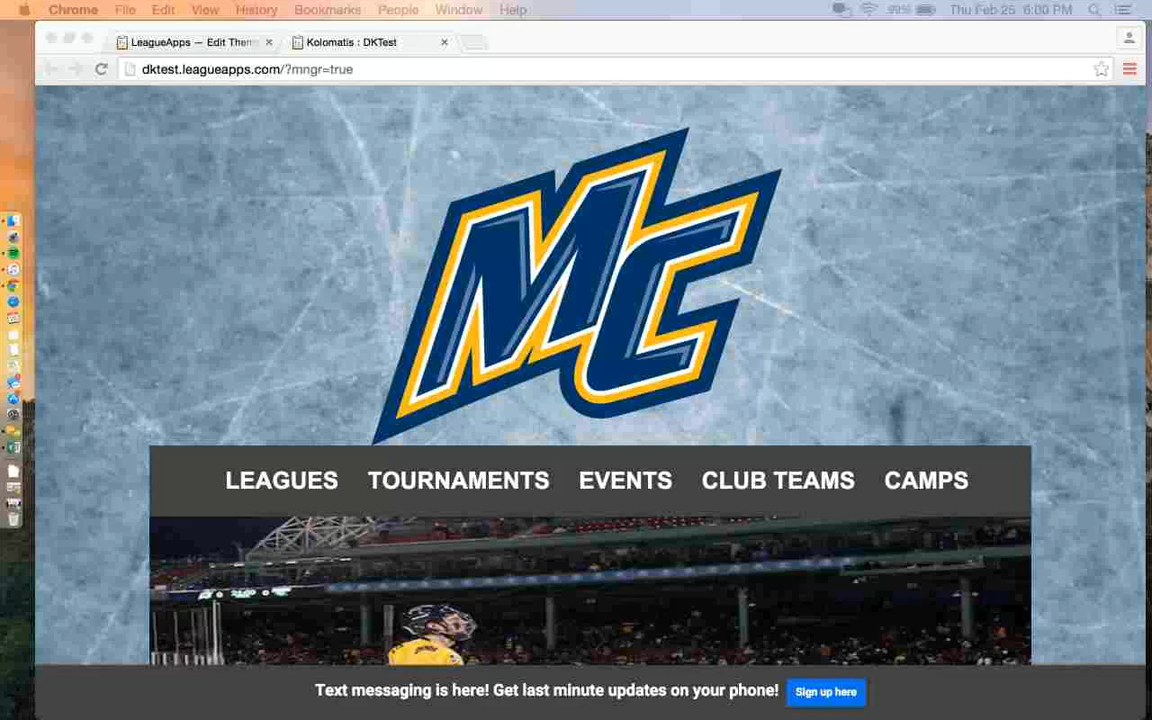 Chrome File Edit View History Bookmarks People Window Help 99% Thu Feb 25 6:00 PM
LeagueApps — Edit Them
Kolomatis : DKTest
dktest.leagueapps.com/?mngr=true
MC
LEAGUES TOURNAMENTS EVENTS CLUB TEAMS CAMPS
Text messaging is here! Get last minute updates on your phone! Sign up here